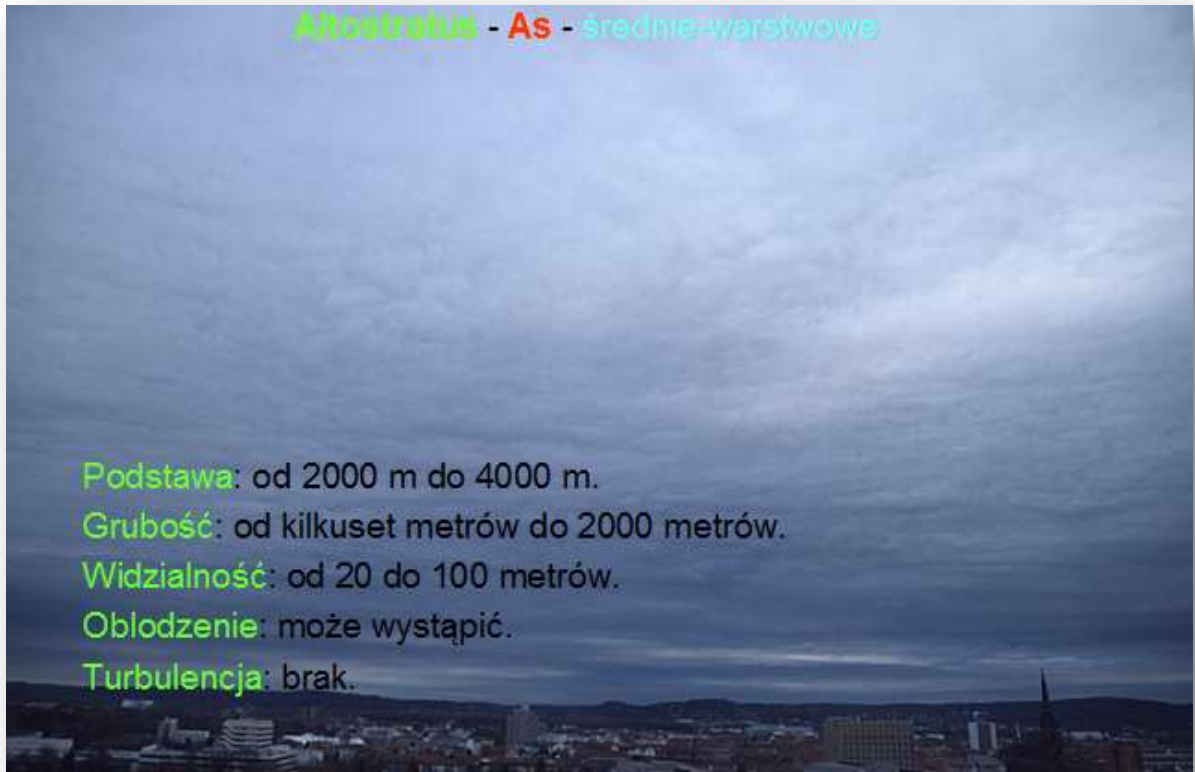 Altostratus - As - średnie-warstwowe
Podstawa: od 2000 m do 4000 m.
Grubość: od kilkuset metrów do 2000 metrów.
Widzialność: od 20 do 100 metrów.
Oblodzenie: może wystąpić.
Turbulencja: brak.